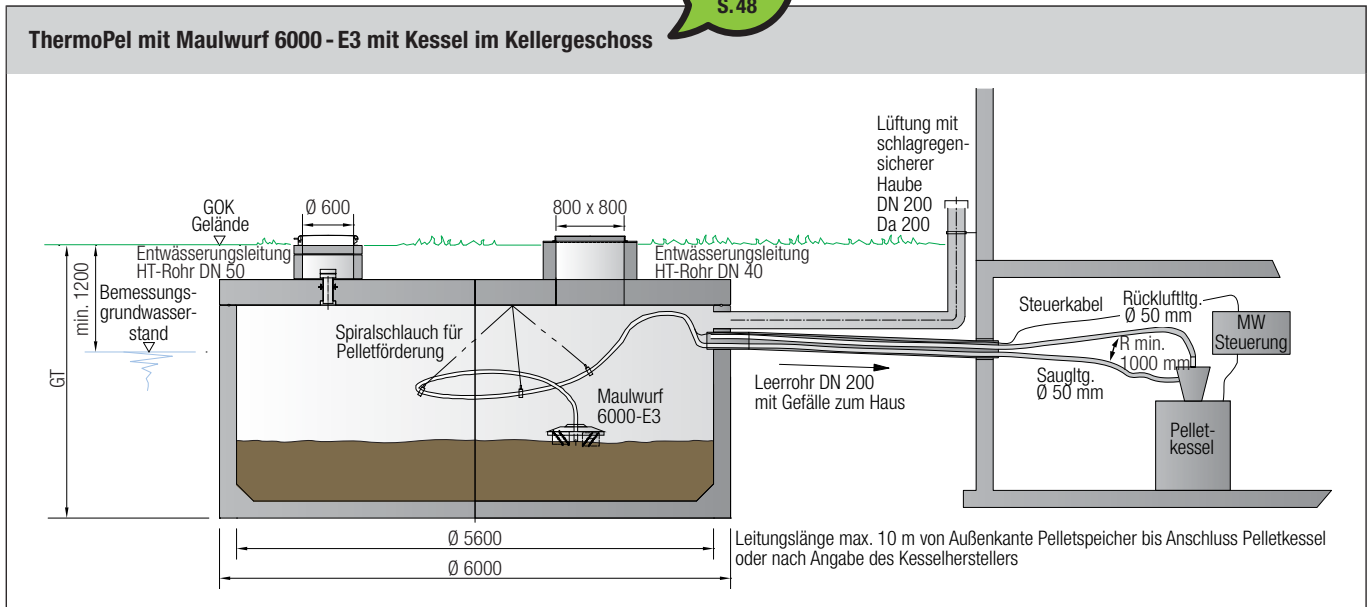 S.48
ThermoPel mit Maulwurf 6000 - E3 mit Kessel im Kellergeschoss
Lüftung mit
schlagregen-
sicherer
Haube
DN 200
Da 200
GOK
Gelände
Ø 600
800 x 800
Entwässerungsleitung
HT-Rohr DN 50
Entwässerungsleitung
HT-Rohr DN 40
min. 1200
Bemessungs-
grundwasser-
stand
GT
Spiralschlauch für
Pelletförderung
Maulwurf
6000-E3
Leerrohr DN 200
mit Gefälle zum Haus
Steuerkabel
Rückluftltg.
Ø 50 mm
MW
Steuerung
R min.
1000 mm
Saugltg.
Ø 50 mm
Pellet-
kessel
Ø 5600
Ø 6000
Leitungslänge max. 10 m von Außenkante Pelletspeicher bis Anschluss Pelletkessel
oder nach Angabe des Kesselherstellers